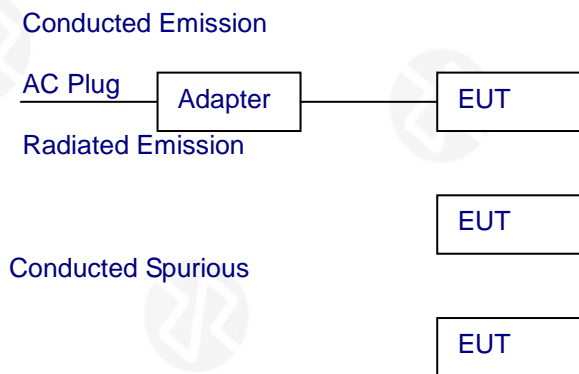 Conducted Emission
AC Plug
Adapter
EUT
Radiated Emission
EUT
Conducted Spurious
EUT